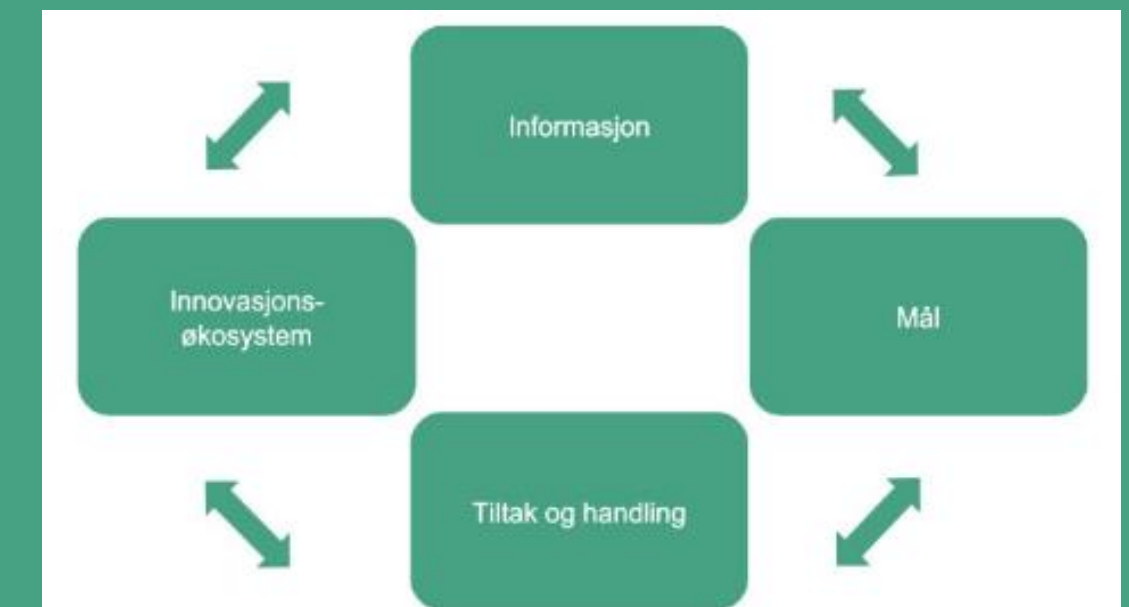 Informasjon
Innovasjons-
økosystem
Mål
Tiltak og handling